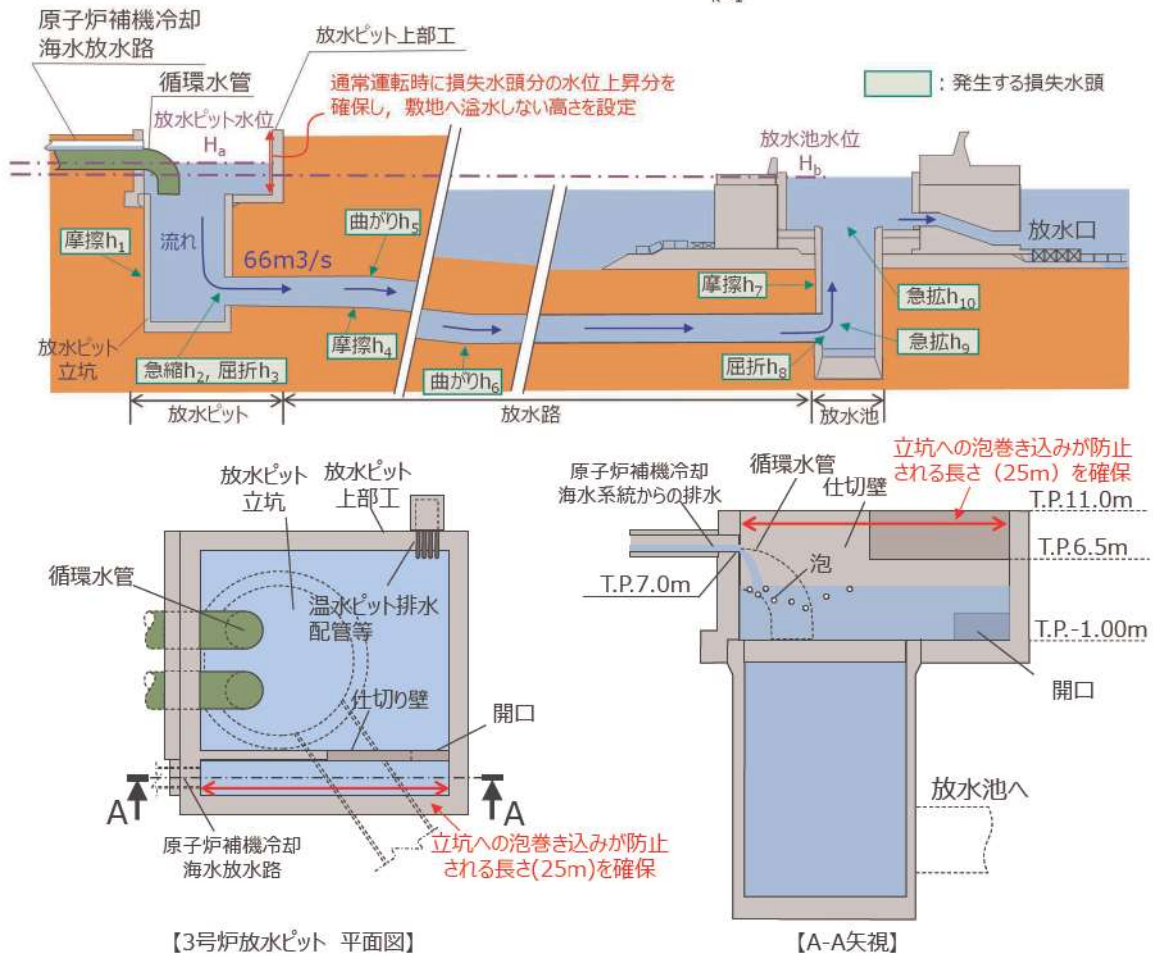 原子炉補機冷却
海水放水路
循環水管
放水ピット水位
Ha
放水ピット上部工
通常運転時に損失水頭分の水位上昇分を
確保し，敷地へ溢水しない高さを設定
：発生する損失水頭
放水池水位
Hb
摩擦h1
流れ
66m3/s
曲がりh5
放水口
摩擦h7
急拡h10
放水ピット
立坑
急縮h2, 屈折h3
摩擦h4
曲がりh6
屈折h8
急拡h9
放水ピット
放水路
放水池
放水ピット
立坑
放水ピット
上部工
循環水管
温水ピット排水
配管等
仕切り壁
開口
A
A
原子炉補機冷却
海水放水路
立坑への泡巻き込みが防止
される長さ(25m)を確保
【3号炉放水ピット 平面図】
立坑への泡巻き込みが防止
される長さ（25m）を確保
原子炉補機冷却
海水系統からの排水
循環水管
仕切壁
T.P.11.0m
T.P.6.5m
T.P.7.0m
泡
T.P.-1.00m
開口
放水池へ
【A-A矢視】